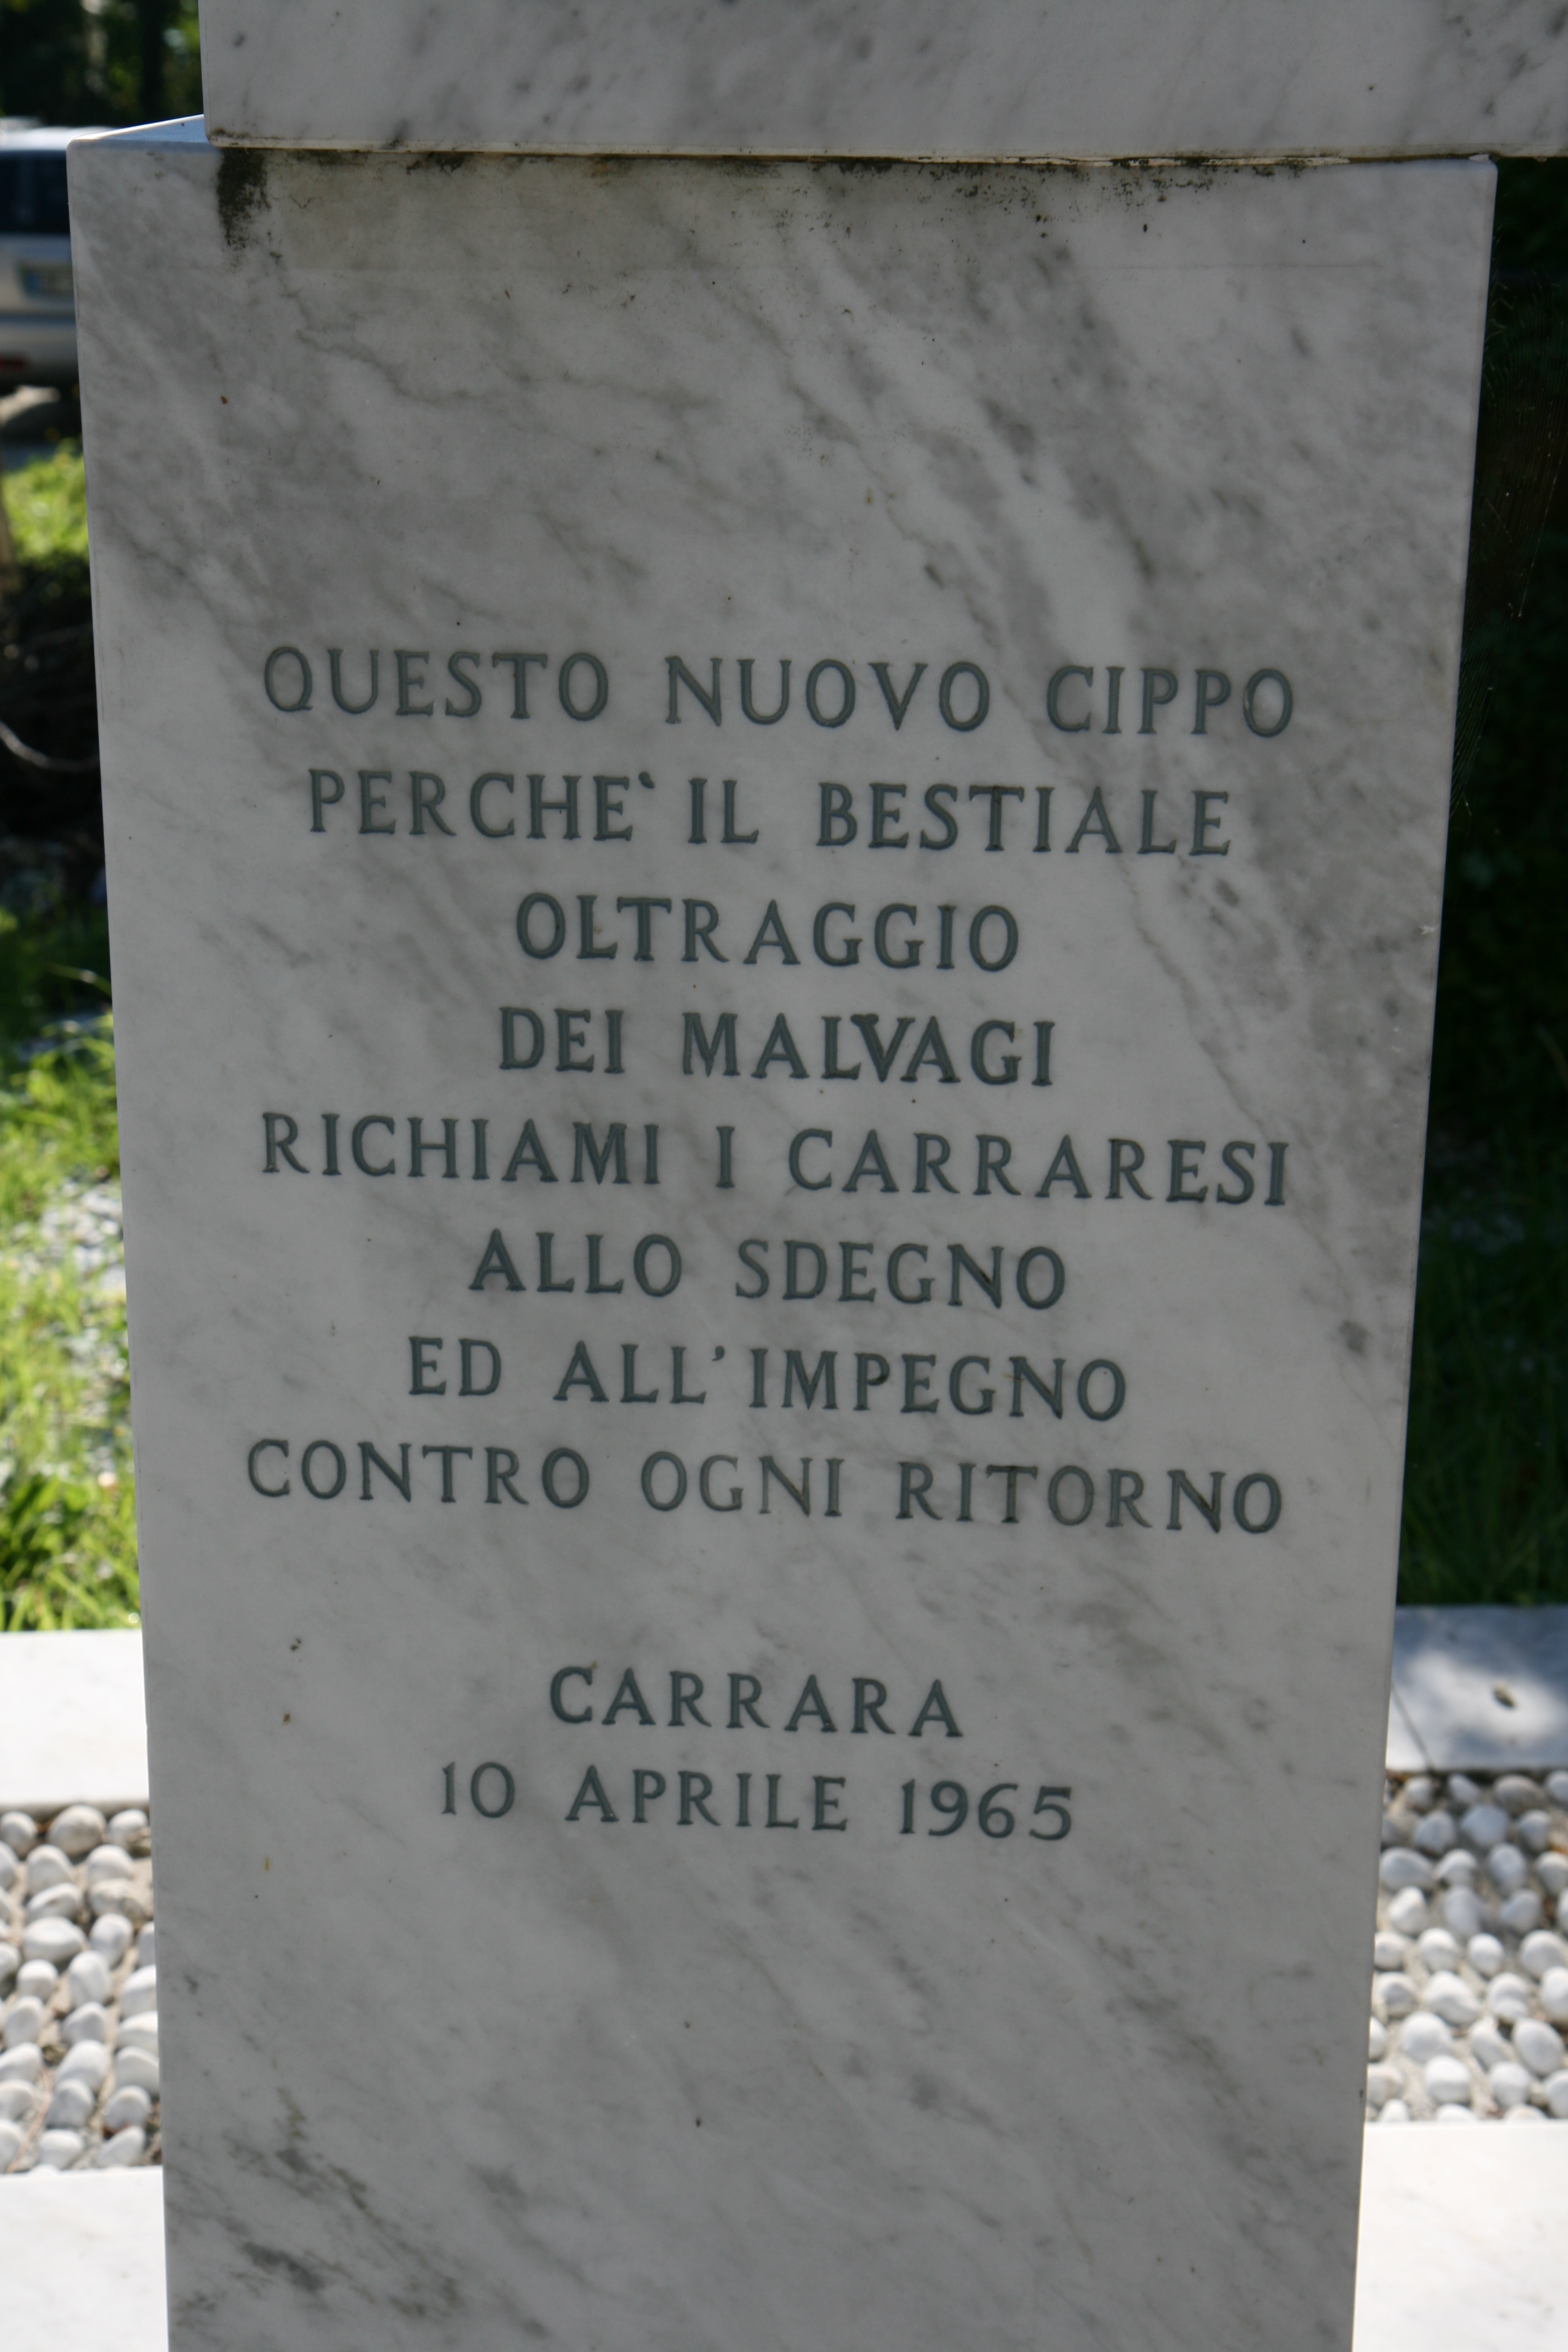 QUESTO NUOVO CIPPO
PERCHE` IL BESTIALE
OLTRAGGIO
DEI MALVAGI
RICHIAMI I CARRARESI
ALLO SDEGNO
ED ALL'IMPEGNO
CONTRO OGNI RITORNO
CARRARA
10 APRILE 1965